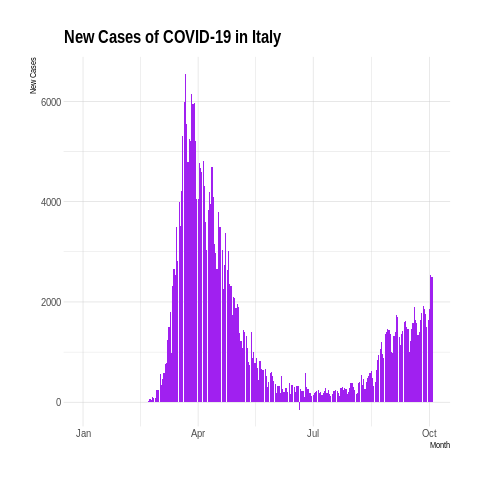 New Cases of COVID-19 in Italy
New Cases
6000
4000
2000
0
Jan Apr Jul Oct
Month